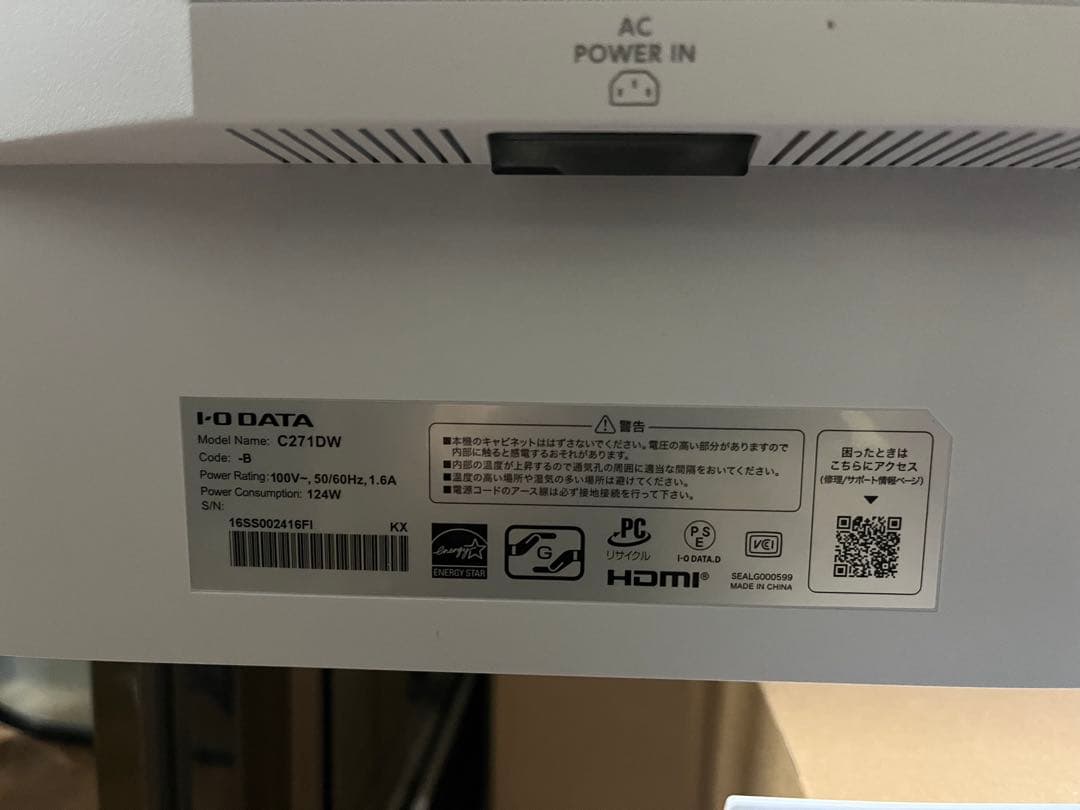 AC
POWER IN
I-O DATA
Model Name: C271DW
Code: -B
Power Rating: 100V~, 50/60Hz, 1.6A
Power Consumption: 124W
S/N:
16SS002416FI KX
⚠警告
■本機のキャビネットははずさないでください。電圧の高い部分がありますので
内部に触ると感電するおそれがあります。
■内部の温度が上昇するので通気孔の周囲に適当な間隔をおいてください。
■温度の高い場所や湿気の多い場所は避けてください。
■電源コードのアース線は必ず接地接続を行って下さい。
energy
ENERGY STAR
G
PC
リサイクル
PS
E
I-O DATA.D
VCI
HDMI®
SEALG000599
MADE IN CHINA
困ったときは
こちらにアクセス
(修理/サポート情報ページ)
▼